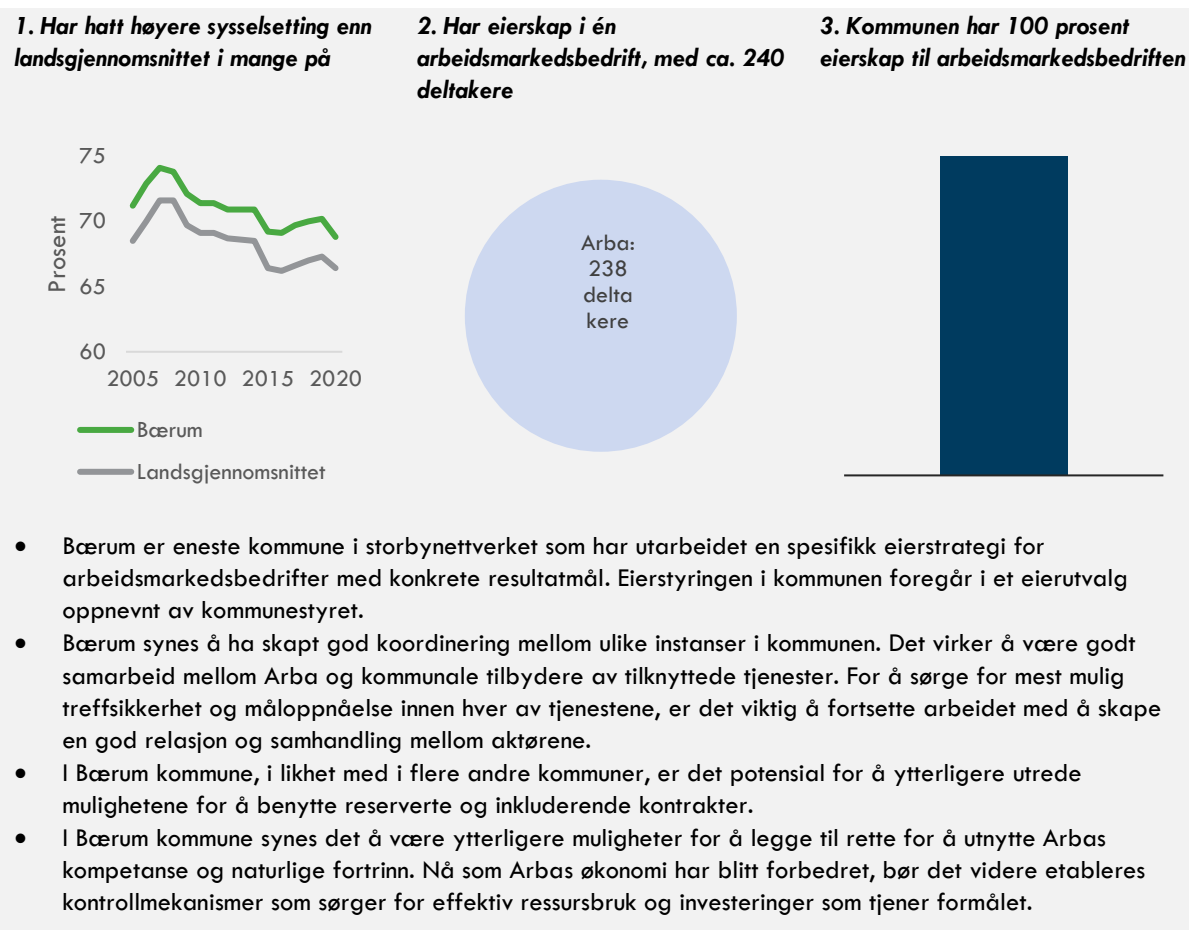 1. Har hatt høyere sysselsetting enn
landsgjennomsnittet i mange på
2. Har eierskap i én
arbeidsmarkedsbedrift, med ca. 240
deltakere
3. Kommunen har 100 prosent
eierskap til arbeidsmarkedsbedriften
Prosent
75
70
65
60
2005 2010 2015 2020
Bærum
Landsgjennomsnittet
Arba:
238
delta
kere
• Bærum er eneste kommune i storbynettverket som har utarbeidet en spesifikk eierstrategi for
arbeidsmarkedsbedrifter med konkrete resultatmål. Eierstyringen i kommunen foregår i et eierutvalg
oppnevnt av kommunestyret.
• Bærum synes å ha skapt god koordinering mellom ulike instanser i kommunen. Det virker å være godt
samarbeid mellom Arba og kommunale tilbydere av tilknyttede tjenester. For å sørge for mest mulig
treffsikkerhet og måloppnåelse innen hver av tjenestene, er det viktig å fortsette arbeidet med å skape
en god relasjon og samhandling mellom aktørene.
• I Bærum kommune, i likhet med i flere andre kommuner, er det potensial for å ytterligere utrede
mulighetene for å benytte reserverte og inkluderende kontrakter.
• I Bærum kommune synes det å være ytterligere muligheter for å legge til rette for å utnytte Arbas
kompetanse og naturlige fortrinn. Nå som Arbas økonomi har blitt forbedret, bør det videre etableres
kontrollmekanismer som sørger for effektiv ressursbruk og investeringer som tjener formålet.